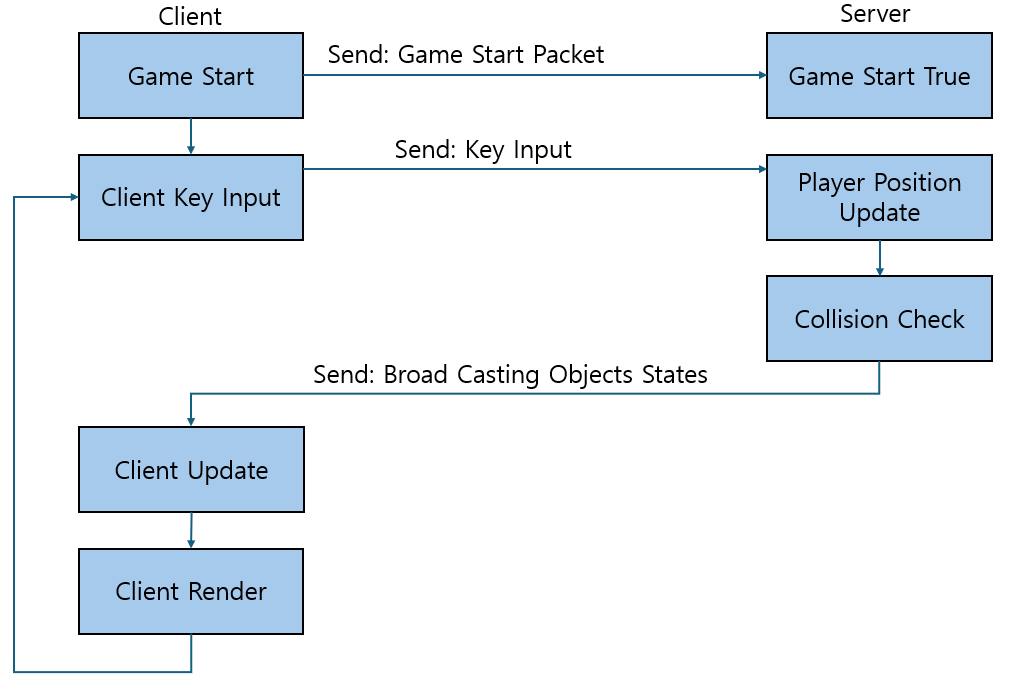 Client
Server
Game Start
Send: Game Start Packet
Game Start True
Client Key Input
Send: Key Input
Player Position
Update
Collision Check
Send: Broad Casting Objects States
Client Update
Client Render